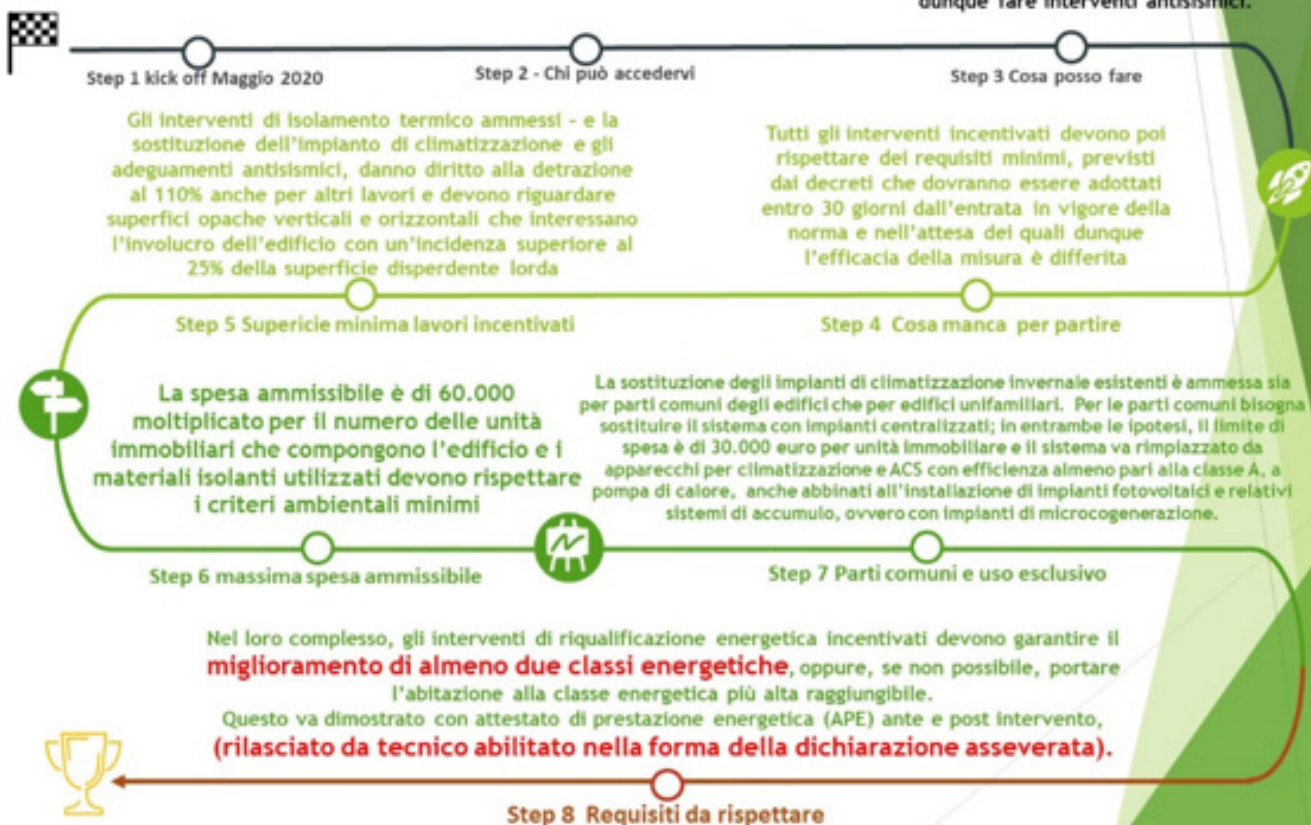 dunque fare interventi antisismici.
Step 1 kick off Maggio 2020
Step 2 - Chi può accedervi
Step 3 Cosa posso fare
Gli interventi di isolamento termico ammessi - e la
sostituzione dell'impianto di climatizzazione e gli
adeguamenti antisismici, danno diritto alla detrazione
al 110% anche per altri lavori e devono riguardare
superfici opache verticali e orizzontali che interessano
l'involucro dell'edificio con un'incidenza superiore al
25% della superficie disperdente lorda
Tutti gli interventi incentivati devono poi
rispettare dei requisiti minimi, previsti
dai decreti che dovranno essere adottati
entro 30 giorni dall'entrata in vigore della
norma e nell'attesa dei quali dunque
l'efficacia della misura è differita
Step 5 Supericie minima lavori incentivati
Step 4 Cosa manca per partire
La spesa ammissibile è di 60.000
moltiplicato per il numero delle unità
immobiliari che compongono l'edificio e i
materiali isolanti utilizzati devono rispettare
i criteri ambientali minimi
La sostituzione degli impianti di climatizzazione invernale esistenti è ammessa sia
per parti comuni degli edifici che per edifici unifamiliari. Per le parti comuni bisogna
sostituire il sistema con impianti centralizzati; in entrambe le ipotesi, il limite di
spesa è di 30.000 euro per unità immobiliare e il sistema va rimpiazzato da
apparecchi per climatizzazione e ACS con efficienza almeno pari alla classe A, a
pompa di calore, anche abbinati all'installazione di impianti fotovoltaici e relativi
sistemi di accumulo, ovvero con impianti di microcogenerazione.
Step 6 massima spesa ammissibile
Step 7 Parti comuni e uso esclusivo
Nel loro complesso, gli interventi di riqualificazione energetica incentivati devono garantire il
miglioramento di almeno due classi energetiche, oppure, se non possibile, portare
l'abitazione alla classe energetica più alta raggiungibile.
Questo va dimostrato con attestato di prestazione energetica (APE) ante e post intervento,
(rilasciato da tecnico abilitato nella forma della dichiarazione asseverata).
Step 8 Requisiti da rispettare